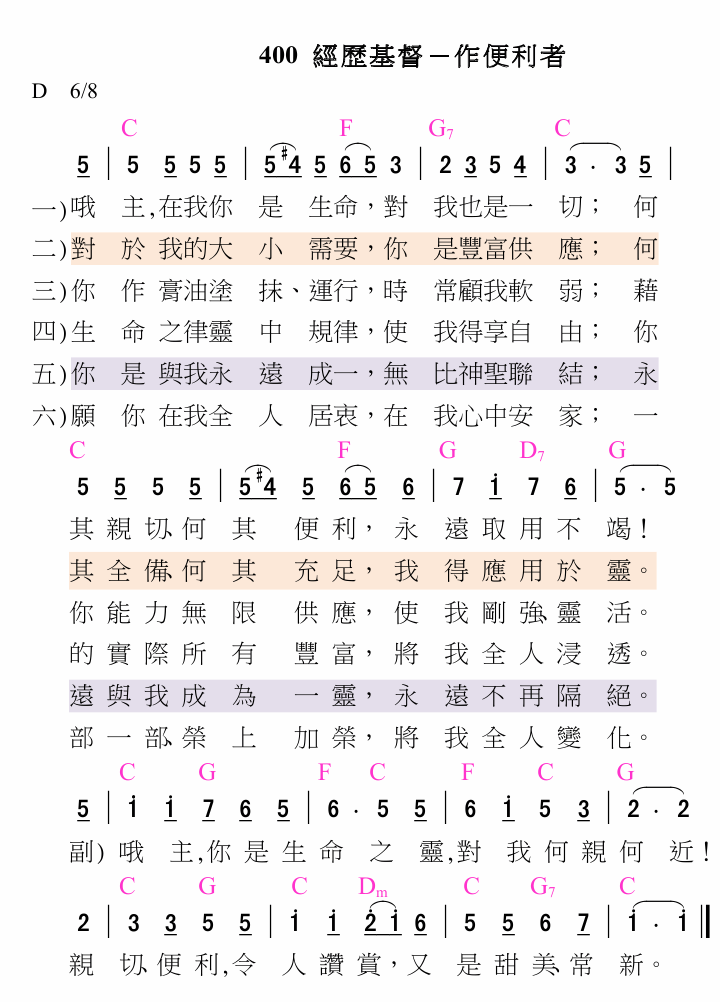 400 經歷基督－作便利者
D 6/8
C F G7 C
5 | 5 5 5 5 | 5 #4 5 6 5 3 | 2 3 5 4 | 3 . 3 5 |
一)哦 主,在我你 是 生命，對 我也是一 切； 何
二)對 於 我的大 小 需要，你 是豐富供 應； 何
三)你 作 膏油塗 抹、運行，時 常顧我軟 弱； 藉
四)生 命 之律靈 中 規律，使 我得享自 由； 你
五)你 是 與我永 遠 成一，無 比神聖聯 結； 永
六)願 你 在我全 人 居衷，在 我心中安 家； 一
C F G D7 G
5 5 5 5 | 5 #4 5 6 5 6 | 7 i 7 6 | 5 . 5
其 親 切、何 其 便 利， 永 遠 取 用 不 竭！
其 全 備、何 其 充 足， 我 得 應 用 於 靈。
你 能 力 無 限 供 應， 使 我 剛 強、靈 活。
的 實 際 所 有 豐 富， 將 我 全 人 浸 透。
遠 與 我 成 為 一 靈， 永 遠 不 再 隔 絕。
部 一 部、榮 上 加 榮， 將 我 全 人 變 化。
C G F C F C G
5 | i i 7 6 5 | 6 . 5 5 | 6 i 5 3 | 2 . 2
副) 哦 主,你 是 生 命 之 靈,對 我 何 親 何 近！
C G C Dm C G7 C
2 | 3 3 5 5 | i i 2 i 6 | 5 5 6 7 | i . i ‖
親 切、便 利,令 人 讚 賞，又 是 甜 美、常 新。